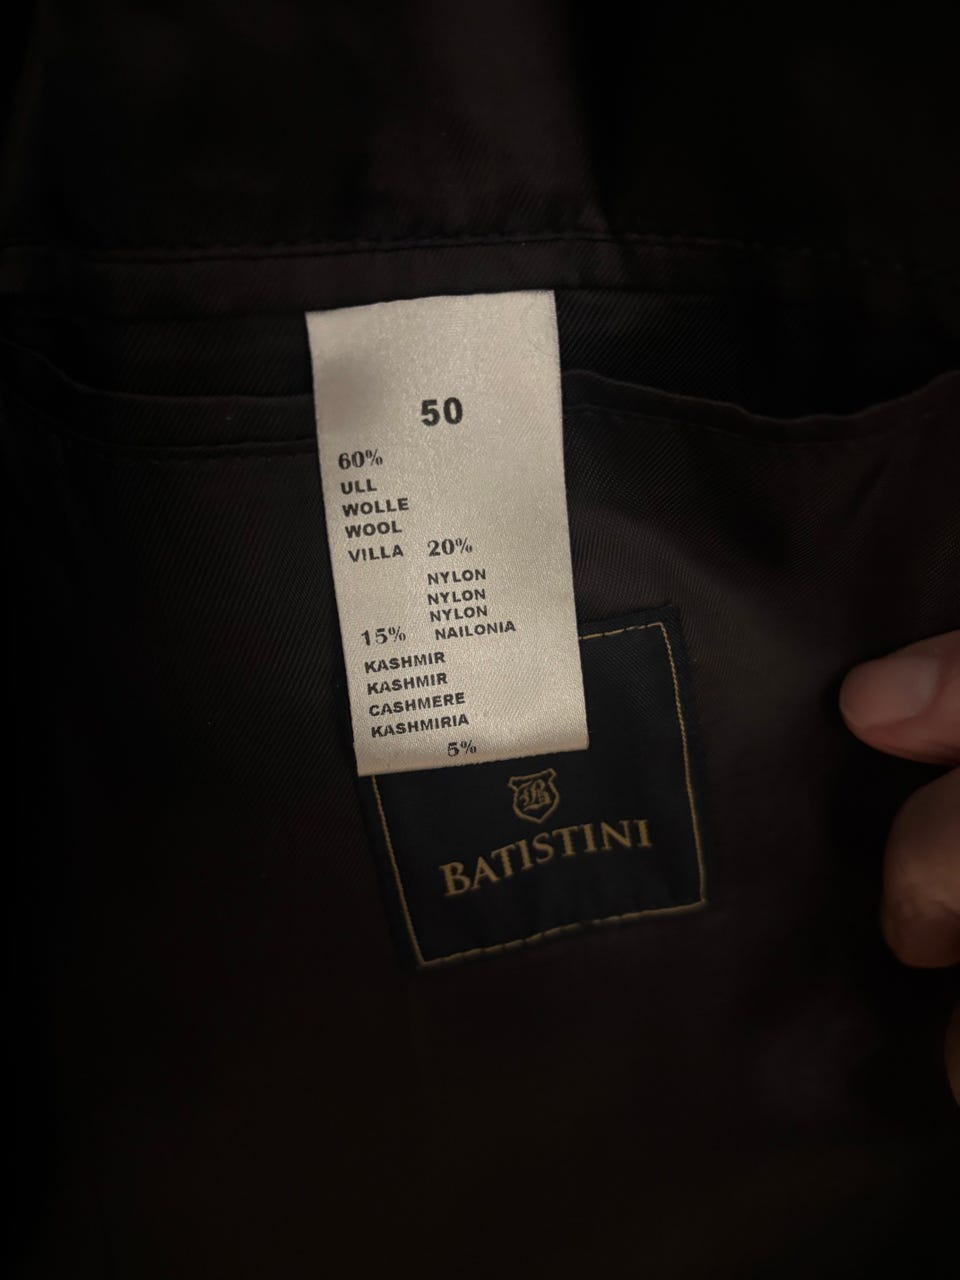 50
60%
ULL
WOLLE
WOOL
VILLA 20%
NYLON
NYLON
NYLON
15% NAILONIA
KASHMIR
KASHMIR
CASHMERE
KASHMIRIA
5%
B
BATISTINI